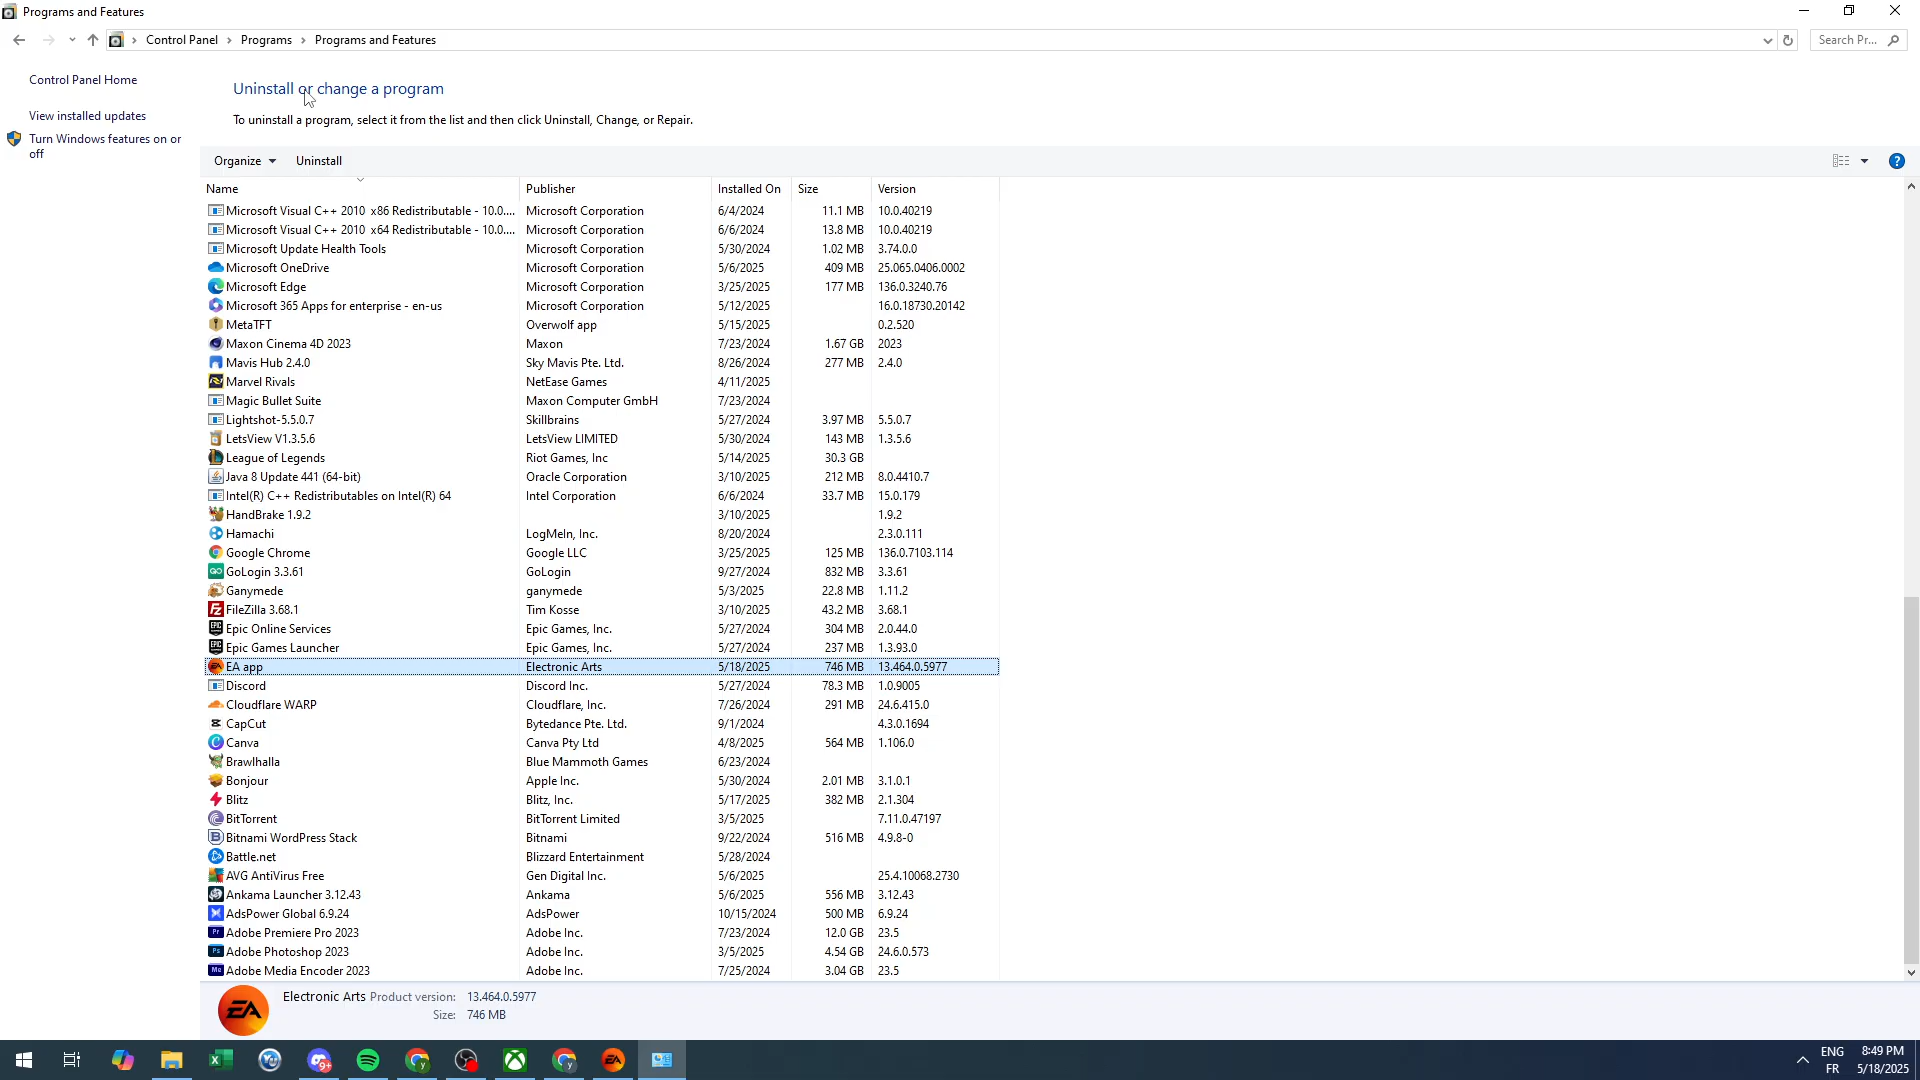 Programs and Features
Control Panel > Programs > Programs and Features
Search Pr...
Control Panel Home
View installed updates
Turn Windows features on or
off
Uninstall or change a program
To uninstall a program, select it from the list and then click Uninstall, Change, or Repair.
Organize Uninstall
Name Publisher Installed On Size Version
Microsoft Visual C++ 2010 x86 Redistributable - 10.0.... Microsoft Corporation 6/4/2024 11.1 MB 10.0.40219
Microsoft Visual C++ 2010 x64 Redistributable - 10.0.... Microsoft Corporation 6/6/2024 13.8 MB 10.0.40219
Microsoft Update Health Tools Microsoft Corporation 5/30/2024 1.02 MB 3.74.0.0
Microsoft OneDrive Microsoft Corporation 5/6/2025 409 MB 25.065.0406.0002
Microsoft Edge Microsoft Corporation 3/25/2025 177 MB 136.0.3240.76
Microsoft 365 Apps for enterprise - en-us Microsoft Corporation 5/12/2025 16.0.18730.20142
MetaTFT Overwolf app 5/15/2025 0.2.520
Maxon Cinema 4D 2023 Maxon 7/23/2024 1.67 GB 2023
Mavis Hub 2.4.0 Sky Mavis Pte. Ltd. 8/26/2024 277 MB 2.4.0
Marvel Rivals NetEase Games 4/11/2025
Magic Bullet Suite Maxon Computer GmbH 7/23/2024
Lightshot-5.5.0.7 Skillbrains 5/27/2024 3.97 MB 5.5.0.7
LetsView V1.3.5.6 LetsView LIMITED 5/30/2024 143 MB 1.3.5.6
League of Legends Riot Games, Inc 5/14/2025 30.3 GB
Java 8 Update 441 (64-bit) Oracle Corporation 3/10/2025 212 MB 8.0.4410.7
Intel(R) C++ Redistributables on Intel(R) 64 Intel Corporation 6/6/2024 33.7 MB 15.0.179
HandBrake 1.9.2 3/10/2025 1.9.2
Hamachi LogMeIn, Inc. 8/20/2024 2.3.0.111
Google Chrome Google LLC 3/25/2025 125 MB 136.0.7103.114
GoLogin 3.3.61 GoLogin 9/27/2024 832 MB 3.3.61
Ganymede ganymede 5/3/2025 22.8 MB 1.11.2
FileZilla 3.68.1 Tim Kosse 3/10/2025 43.2 MB 3.68.1
Epic Online Services Epic Games, Inc. 5/27/2024 304 MB 2.0.44.0
Epic Games Launcher Epic Games, Inc. 5/27/2024 237 MB 1.3.93.0
EA app Electronic Arts 5/18/2025 746 MB 13.464.0.5977
Discord Discord Inc. 5/27/2024 78.3 MB 1.0.9005
Cloudflare WARP Cloudflare, Inc. 7/26/2024 291 MB 24.6.415.0
CapCut Bytedance Pte. Ltd. 9/1/2024 4.3.0.1694
Canva Canva Pty Ltd 4/8/2025 564 MB 1.106.0
Brawlhalla Blue Mammoth Games 6/23/2024
Bonjour Apple Inc. 5/30/2024 2.01 MB 3.1.0.1
Blitz Blitz, Inc. 5/17/2025 382 MB 2.1.304
BitTorrent BitTorrent Limited 3/5/2025 7.11.0.47197
Bitnami WordPress Stack Bitnami 9/22/2024 516 MB 4.9.8-0
Battle.net Blizzard Entertainment 5/28/2024
AVG AntiVirus Free Gen Digital Inc. 5/6/2025 25.4.10068.2730
Ankama Launcher 3.12.43 Ankama 5/6/2025 556 MB 3.12.43
AdsPower Global 6.9.24 AdsPower 10/15/2024 500 MB 6.9.24
Adobe Premiere Pro 2023 Adobe Inc. 7/23/2024 12.0 GB 23.5
Adobe Photoshop 2023 Adobe Inc. 3/5/2025 4.54 GB 24.6.0.573
Adobe Media Encoder 2023 Adobe Inc. 7/25/2024 3.04 GB 23.5
EA
Electronic Arts Product version: 13.464.0.5977
Size: 746 MB
9+
ENG 8:49 PM
FR 5/18/2025